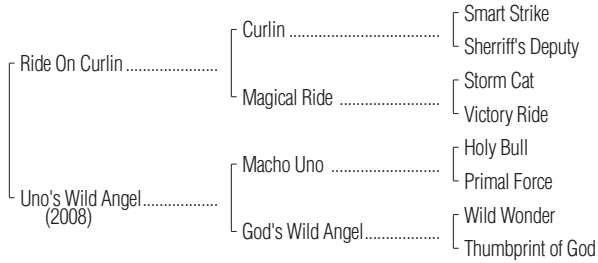 Smart Strike
Curlin
Sherriff's Deputy
Ride On Curlin
Storm Cat
Magical Ride
Victory Ride
Holy Bull
Macho Uno
Primal Force
Uno's Wild Angel
(2008)
Wild Wonder
God's Wild Angel
Thumbprint of God